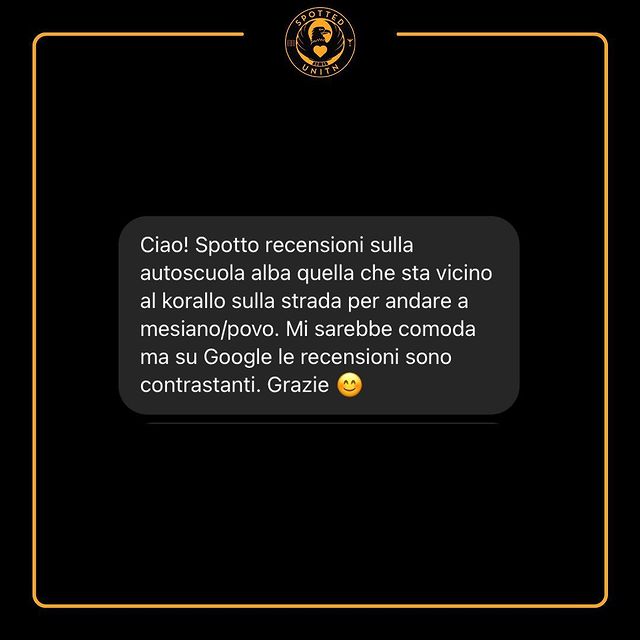 SPOTTED
UNITN
Ciao! Spotto recensioni sulla
autoscuola alba quella che sta vicino
al korallo sulla strada per andare a
mesiano/povo. Mi sarebbe comoda
ma su Google le recensioni sono
contrastanti. Grazie 😊